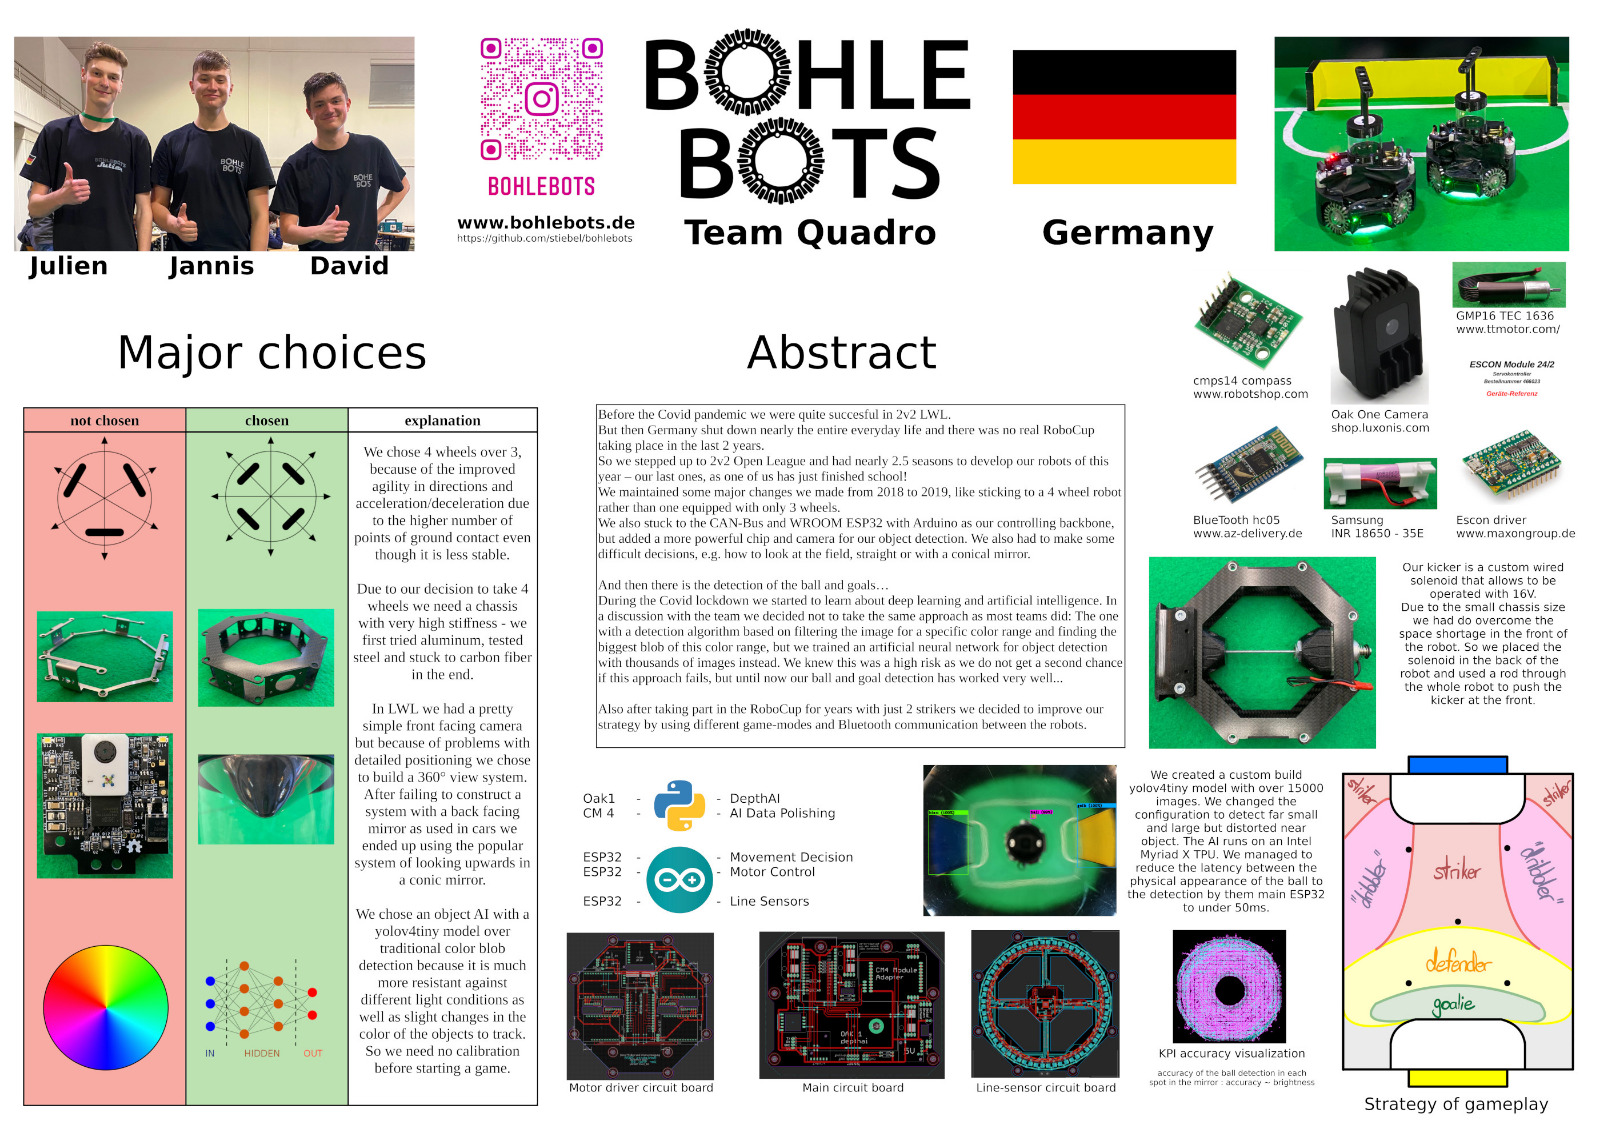 BOHLE
BOTS
Team Quadro
BOHLEBOTS
www.bohlebots.de
https://github.com/stiebel/bohlebots
Germany
BOHLEBOTS
Julien
BOHLE
BOTS
BOHLE
BOTS
Julien Jannis David
Major choices
not chosen
chosen
explanation
We chose 4 wheels over 3,
because of the improved
agility in directions and
acceleration/deceleration due
to the higher number of
points of ground contact even
though it is less stable.
Due to our decision to take 4
wheels we need a chassis
with very high stiffness - we
first tried aluminum, tested
steel and stuck to carbon fiber
in the end.
In LWL we had a pretty
simple front facing camera
but because of problems with
detailed positioning we chose
to build a 360° view system.
After failing to construct a
system with a back facing
mirror as used in cars we
ended up using the popular
system of looking upwards in
a conic mirror.
We chose an object AI with a
yolov4tiny model over
traditional color blob
detection because it is much
more resistant against
different light conditions as
well as slight changes in the
color of the objects to track.
So we need no calibration
before starting a game.
IN HIDDEN OUT
Abstract
Before the Covid pandemic we were quite succesful in 2v2 LWL.
But then Germany shut down nearly the entire everyday life and there was no real RoboCup
taking place in the last 2 years.
So we stepped up to 2v2 Open League and had nearly 2.5 seasons to develop our robots of this
year – our last ones, as one of us has just finished school!
We maintained some major changes we made from 2018 to 2019, like sticking to a 4 wheel robot
rather than one equipped with only 3 wheels.
We also stuck to the CAN-Bus and WROOM ESP32 with Arduino as our controlling backbone,
but added a more powerful chip and camera for our object detection. We also had to make some
difficult decisions, e.g. how to look at the field, straight or with a conical mirror.
And then there is the detection of the ball and goals…
During the Covid lockdown we started to learn about deep learning and artificial intelligence. In
a discussion with the team we decided not to take the same approach as most teams did: The one
with a detection algorithm based on filtering the image for a specific color range and finding the
biggest blob of this color range, but we trained an artificial neural network for object detection
with thousands of images instead. We knew this was a high risk as we do not get a second chance
if this approach fails, but until now our ball and goal detection has worked very well...
Also after taking part in the RoboCup for years with just 2 strikers we decided to improve our
strategy by using different game-modes and Bluetooth communication between the robots.
Oak1 - - DepthAI
CM 4 - - AI Data Polishing
ESP32 - - Movement Decision
ESP32 - - Motor Control
ESP32 - - Line Sensors
Motor driver circuit board
CM4 Module
Adapter
OAK 1
depthai
5V
Main circuit board
Line-sensor circuit board
cmps14 compass
www.robotshop.com
Oak One Camera
shop.luxonis.com
GMP16 TEC 1636
www.ttmotor.com/
ESCON Module 24/2
Servokontroller
Bestellnummer 466023
Geräte-Referenz
BlueTooth hc05
www.az-delivery.de
Samsung
INR 18650 - 35E
Escon driver
www.maxongroup.de
Our kicker is a custom wired
solenoid that allows to be
operated with 16V.
Due to the small chassis size
we had do overcome the
space shortage in the front of
the robot. So we placed the
solenoid in the back of the
robot and used a rod through
the whole robot to push the
kicker at the front.
We created a custom build
yolov4tiny model with over 15000
images. We changed the
configuration to detect far small
and large but distorted near
object. The AI runs on an Intel
Myriad X TPU. We managed to
reduce the latency between the
physical appearance of the ball to
the detection by them main ESP32
to under 50ms.
KPI accuracy visualization
accuracy of the ball detection in each
spot in the mirror : accuracy ~ brightness
striker
striker
"dribbler"
striker
"dribbler"
defender
goalie
Strategy of gameplay